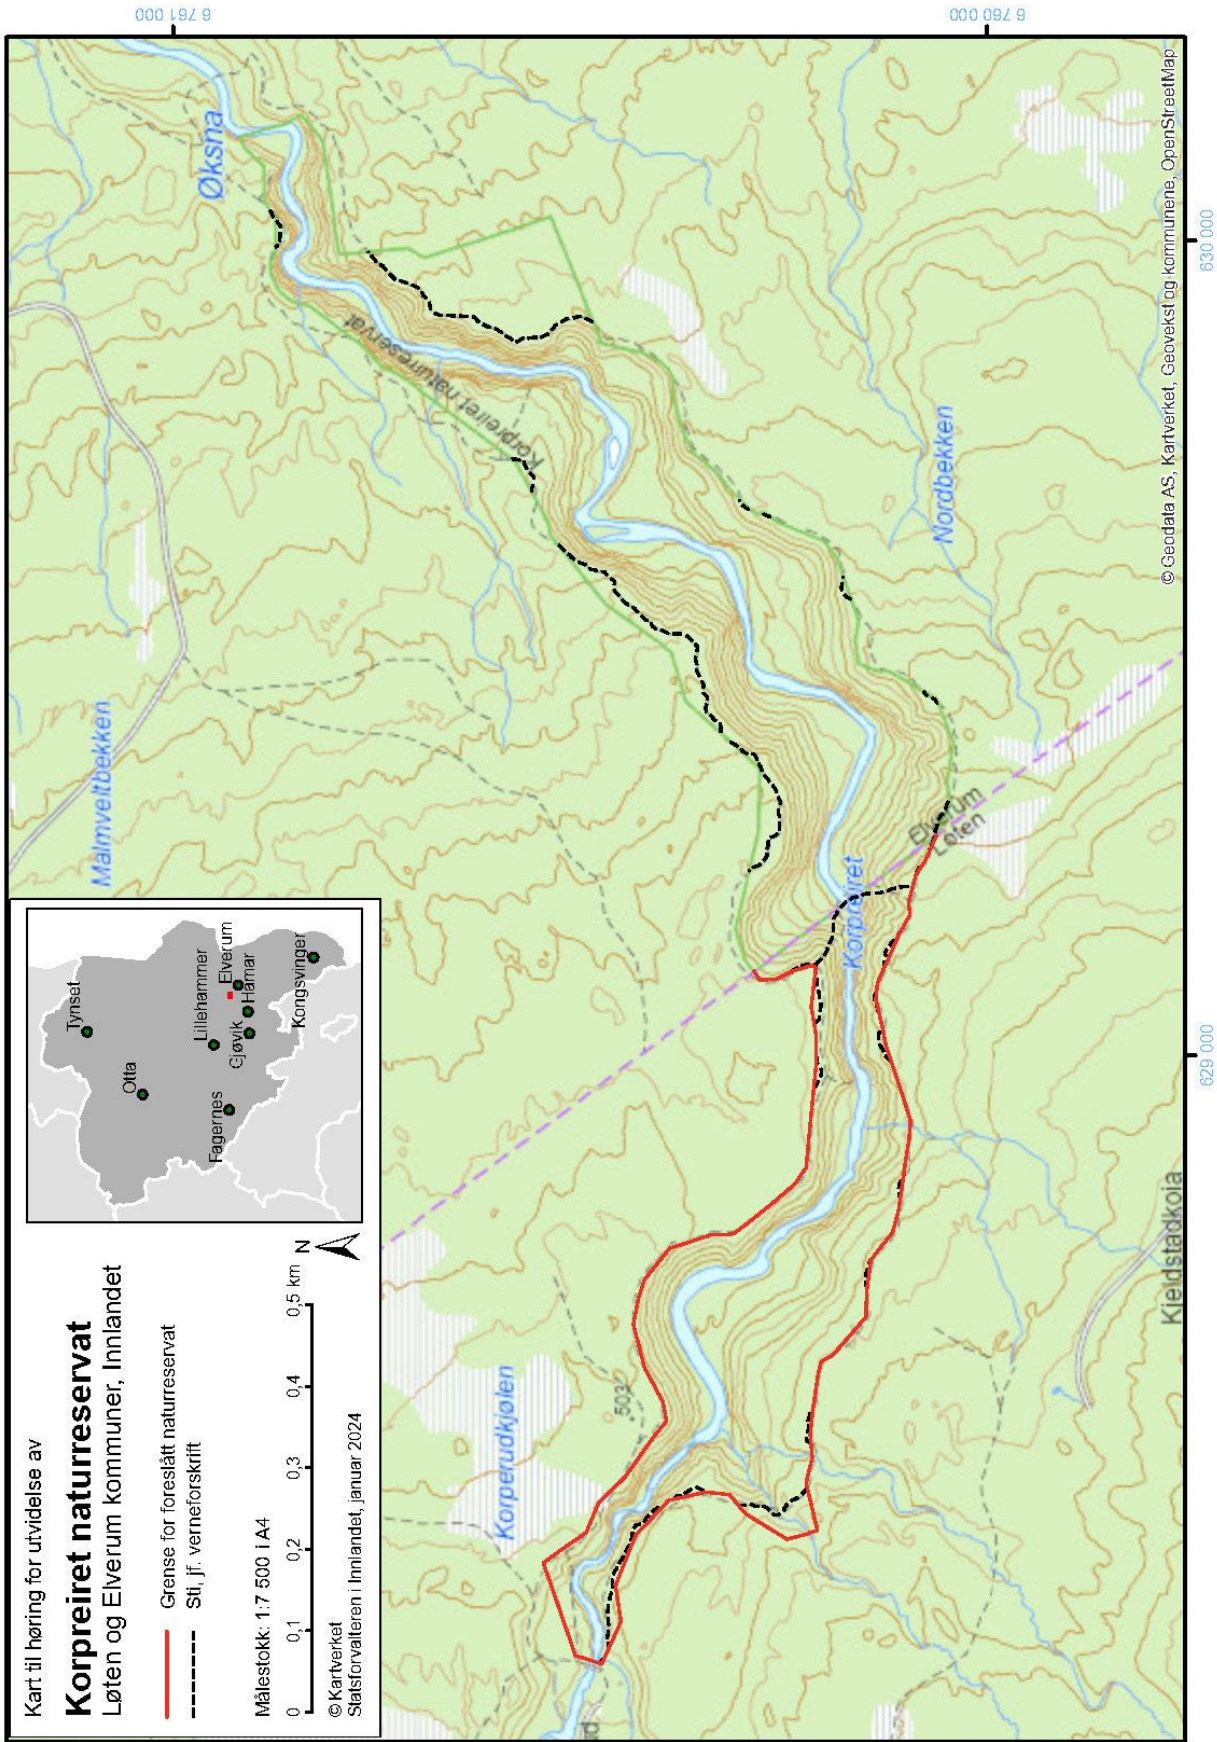 Kart til høring for utvidelse av
Korpreiret naturreservat
Løten og Elverum kommuner, Innlandet
Grense for foreslått naturreservat
Sti, jf. verneforskrift
Målestokk: 1:7 500 i A4
0 0,1 0,2 0,3 0,4 0,5 km
N
© Kartverket
Statsforvalteren i Innlandet, januar 2024
Tynset
Otta
Lillehammer
Fagernes
Gjøvik
Elverum
Hamar
Kongsvinger
Malmveltbekken
Øksna
Korpreiret naturreservat
Korperudkjølen
503
Korpreiret
Elverum
Løten
Nordbekken
Kjeldstadkoia
ud
6 761 000
6 760 000
629 000
630 000
© Geodata AS, Kartverket, Geovekst og kommunene, OpenStreetMap